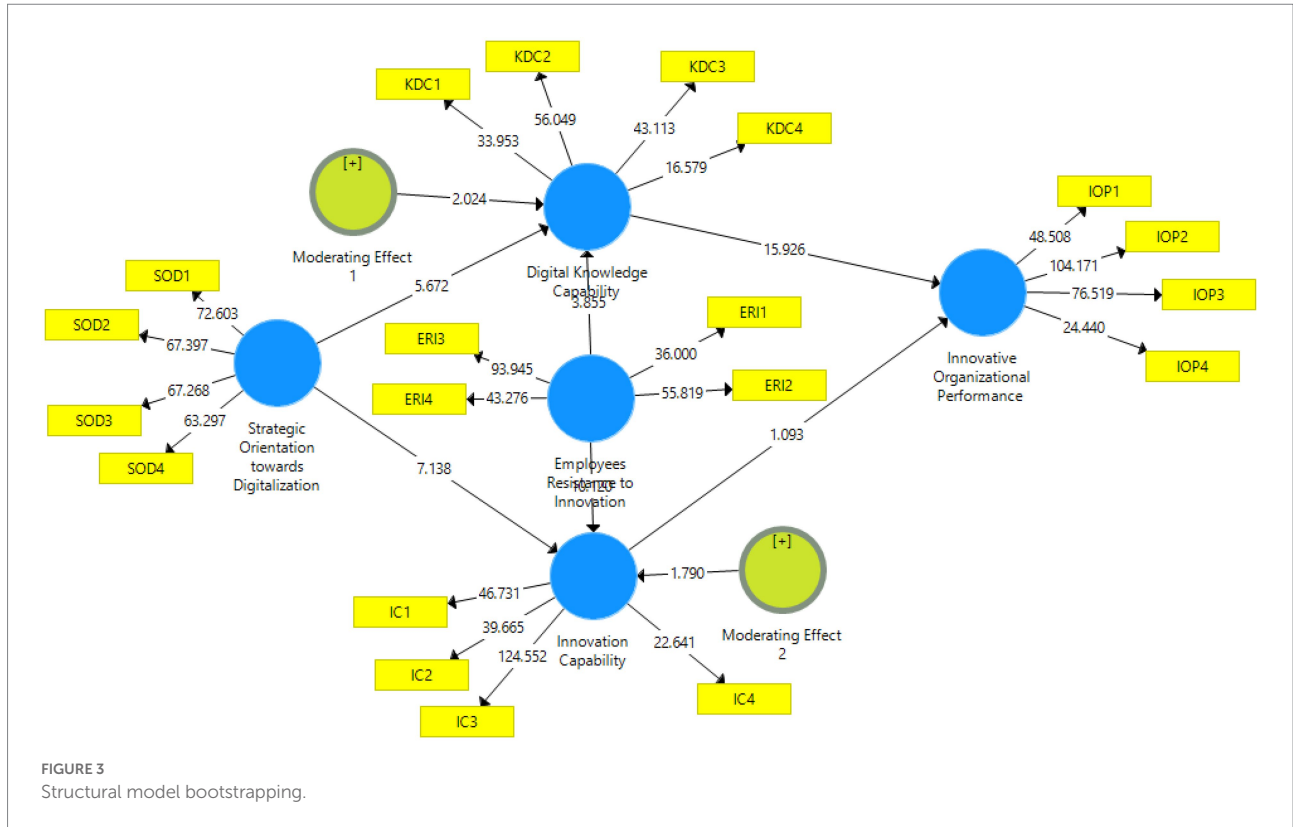 KDC1
KDC2
KDC3
KDC4
33.953
56.049
43.113
16.579
[+]
Moderating Effect
1
2.024
Digital Knowledge
Capability
15.926
IOP1
IOP2
IOP3
IOP4
48.508
104.171
76.519
24.440
Innovative
Organizational
Performance
SOD1
SOD2
SOD3
SOD4
72.603
67.397
67.268
63.297
Strategic
Orientation
towards
Digitalization
5.672
7.138
3.855
ERI3
ERI4
93.945
43.276
ERI1
ERI2
36.000
55.819
Employees
Resistance to
Innovation
10.120
1.093
IC1
IC2
IC3
IC4
46.731
39.665
124.552
22.641
Innovation
Capability
1.790
[+]
Moderating Effect
2
FIGURE 3
Structural model bootstrapping.